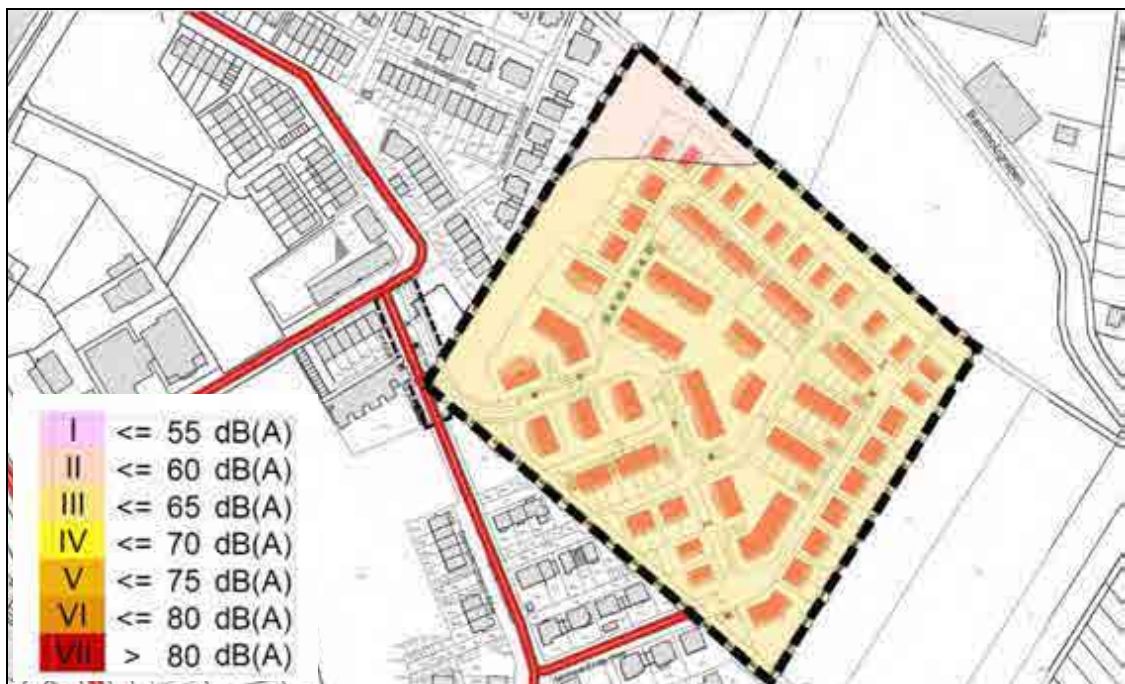 I <= 55 dB(A)
II <= 60 dB(A)
III <= 65 dB(A)
IV <= 70 dB(A)
V <= 75 dB(A)
VI <= 80 dB(A)
VII > 80 dB(A)